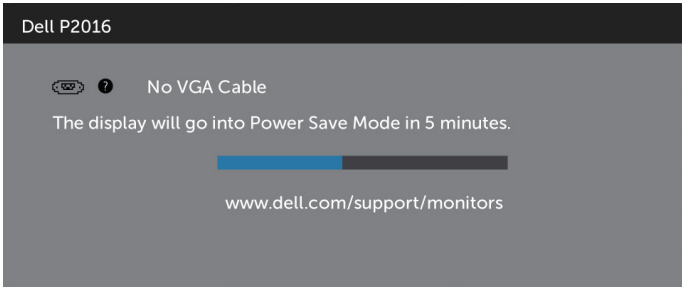 Dell P2016
? No VGA Cable
The display will go into Power Save Mode in 5 minutes.
www.dell.com/support/monitors